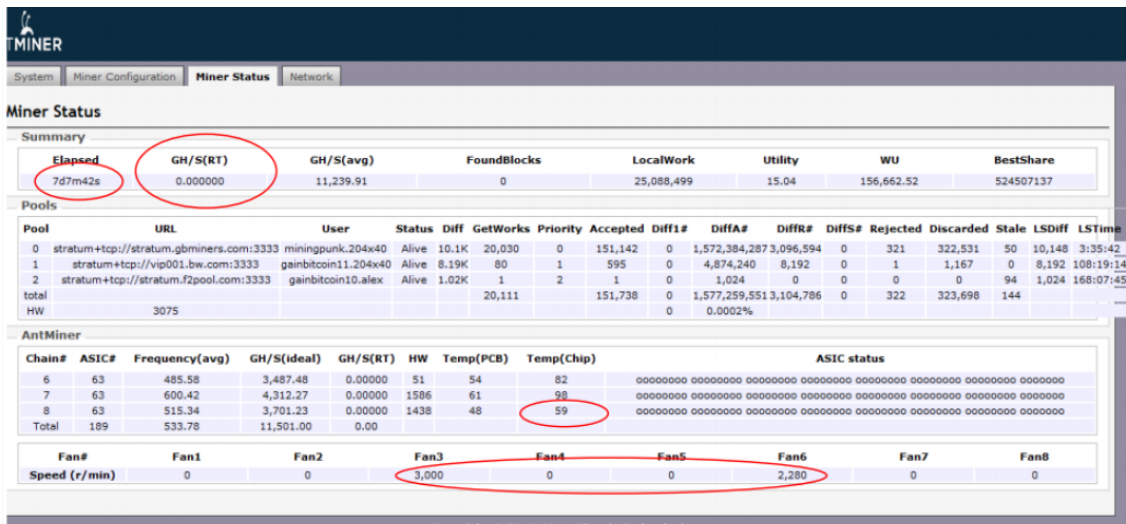 TMINER
System Miner Configuration Miner Status Network
Miner Status
Summary
Elapsed GH/S(RT) GH/S(avg) FoundBlocks LocalWork Utility WU BestShare
7d7m42s 0.000000 11,239.91 0 25,088,499 15.04 156,662.52 524507137
Pools
Pool URL User Status Diff GetWorks Priority Accepted Diff1# DiffA# DiffR# DiffS# Rejected Discarded Stale LSDiff LSTime
0 stratum+tcp://stratum.gbminers.com:3333 miningpunk.204x40 Alive 10.1K 20,030 0 151,142 0 1,572,384,287 3,096,594 0 321 322,531 50 10,148 3:35:42
1 stratum+tcp://vip001.bw.com:3333 gainbitcoin11.204x40 Alive 8.19K 80 1 595 0 4,874,240 8,192 0 1 1,167 0 8,192 108:19:14
2 stratum+tcp://stratum.f2pool.com:3333 gainbitcoin10.alex Alive 1.02K 1 2 1 0 1,024 0 0 0 0 94 1,024 168:07:45
total 20,111 151,738 0 1,577,259,551 3,104,786 0 322 323,698 144
HW 3075 0 0.0002%
AntMiner
Chain# ASIC# Frequency(avg) GH/S(ideal) GH/S(RT) HW Temp(PCB) Temp(Chip) ASIC status
6 63 485.58 3,487.48 0.00000 51 54 82 oooooooo oooooooo oooooooo oooooooo oooooooo oooooooo oooooooo ooooooo
7 63 600.42 4,312.27 0.00000 1586 61 98 oooooooo oooooooo oooooooo oooooooo oooooooo oooooooo oooooooo ooooooo
8 63 515.34 3,701.23 0.00000 1438 48 59 oooooooo oooooooo oooooooo oooooooo oooooooo oooooooo oooooooo ooooooo
Total 189 533.78 11,501.00 0.00
Fan# Fan1 Fan2 Fan3 Fan4 Fan5 Fan6 Fan7 Fan8
Speed (r/min) 0 0 3,000 0 0 2,280 0 0